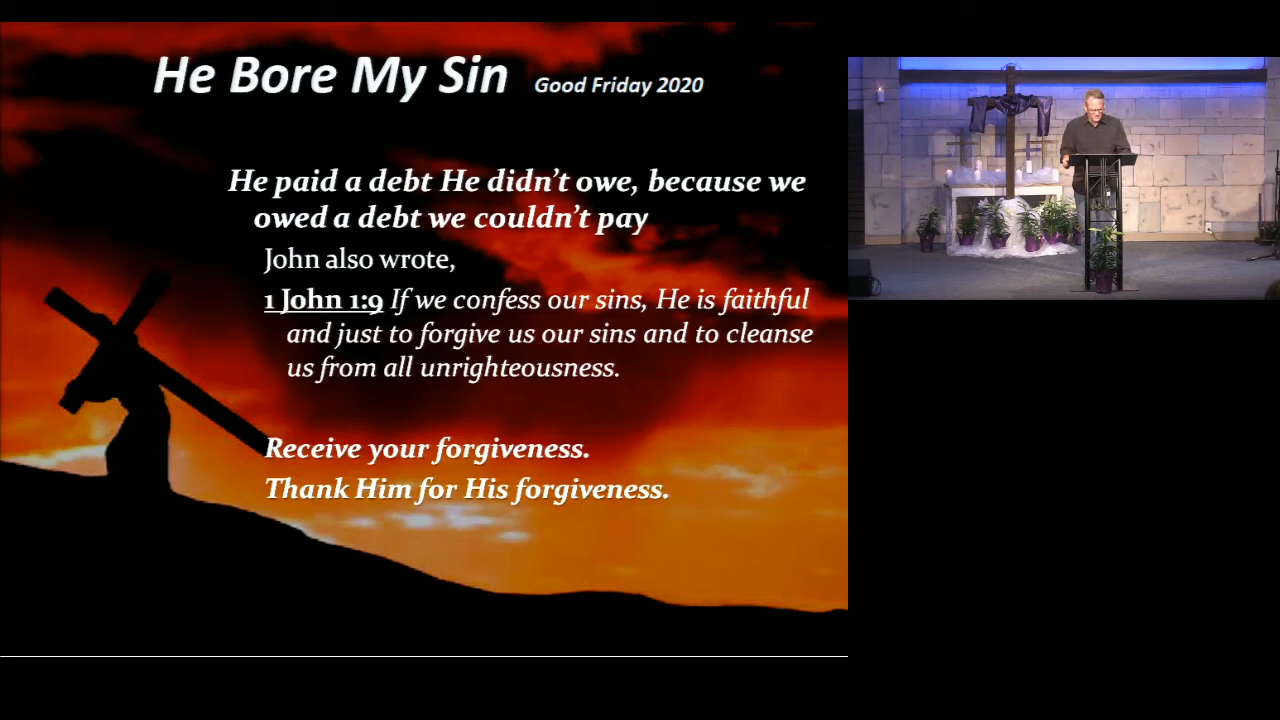 He Bore My Sin Good Friday 2020
He paid a debt He didn't owe, because we
owed a debt we couldn't pay
John also wrote,
1 John 1:9 If we confess our sins, He is faithful
and just to forgive us our sins and to cleanse
us from all unrighteousness.
Receive your forgiveness.
Thank Him for His forgiveness.